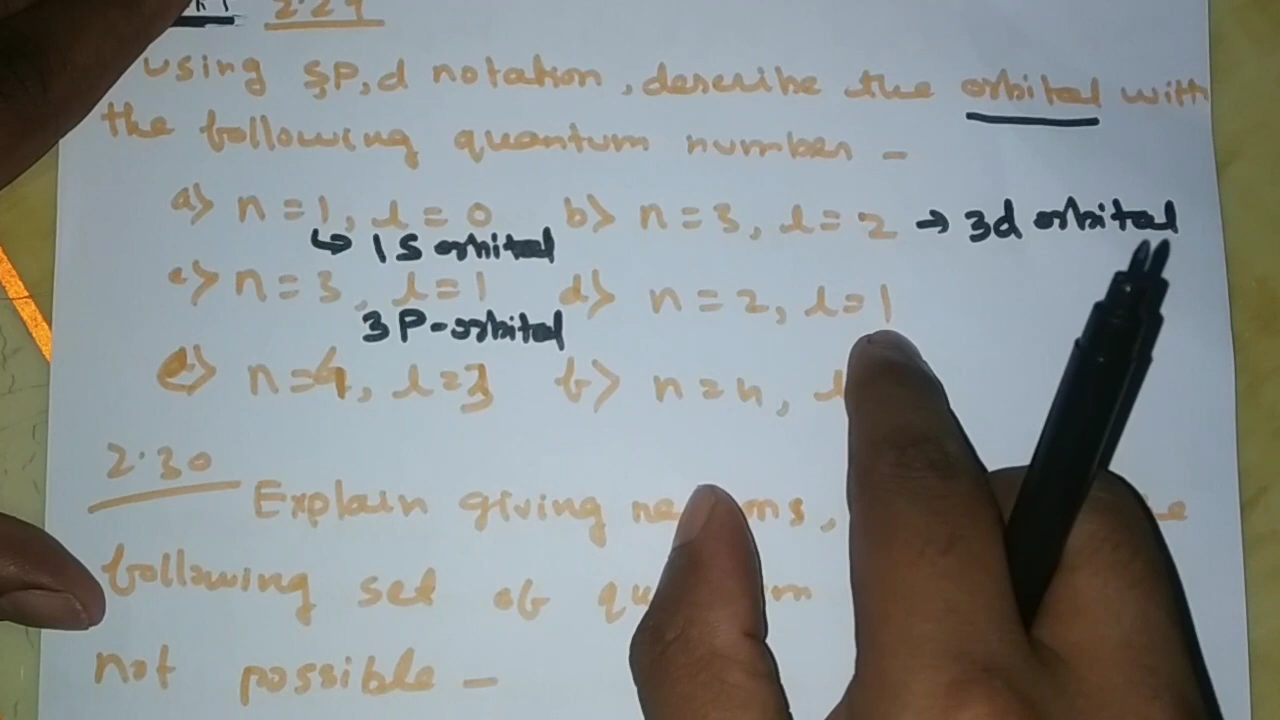 2.29
using s,p,d notation, describe the orbital with
the following quantum number -
a) n=1, l=0 b) n=3, l=2 → 3d orbital
↳ 1S orbital
c) n=3, l=1 d) n=2, l=1
3P-orbital
e) n=4, l=3 f) n=4, l
2.30
Explain giving
following set of
not possible -